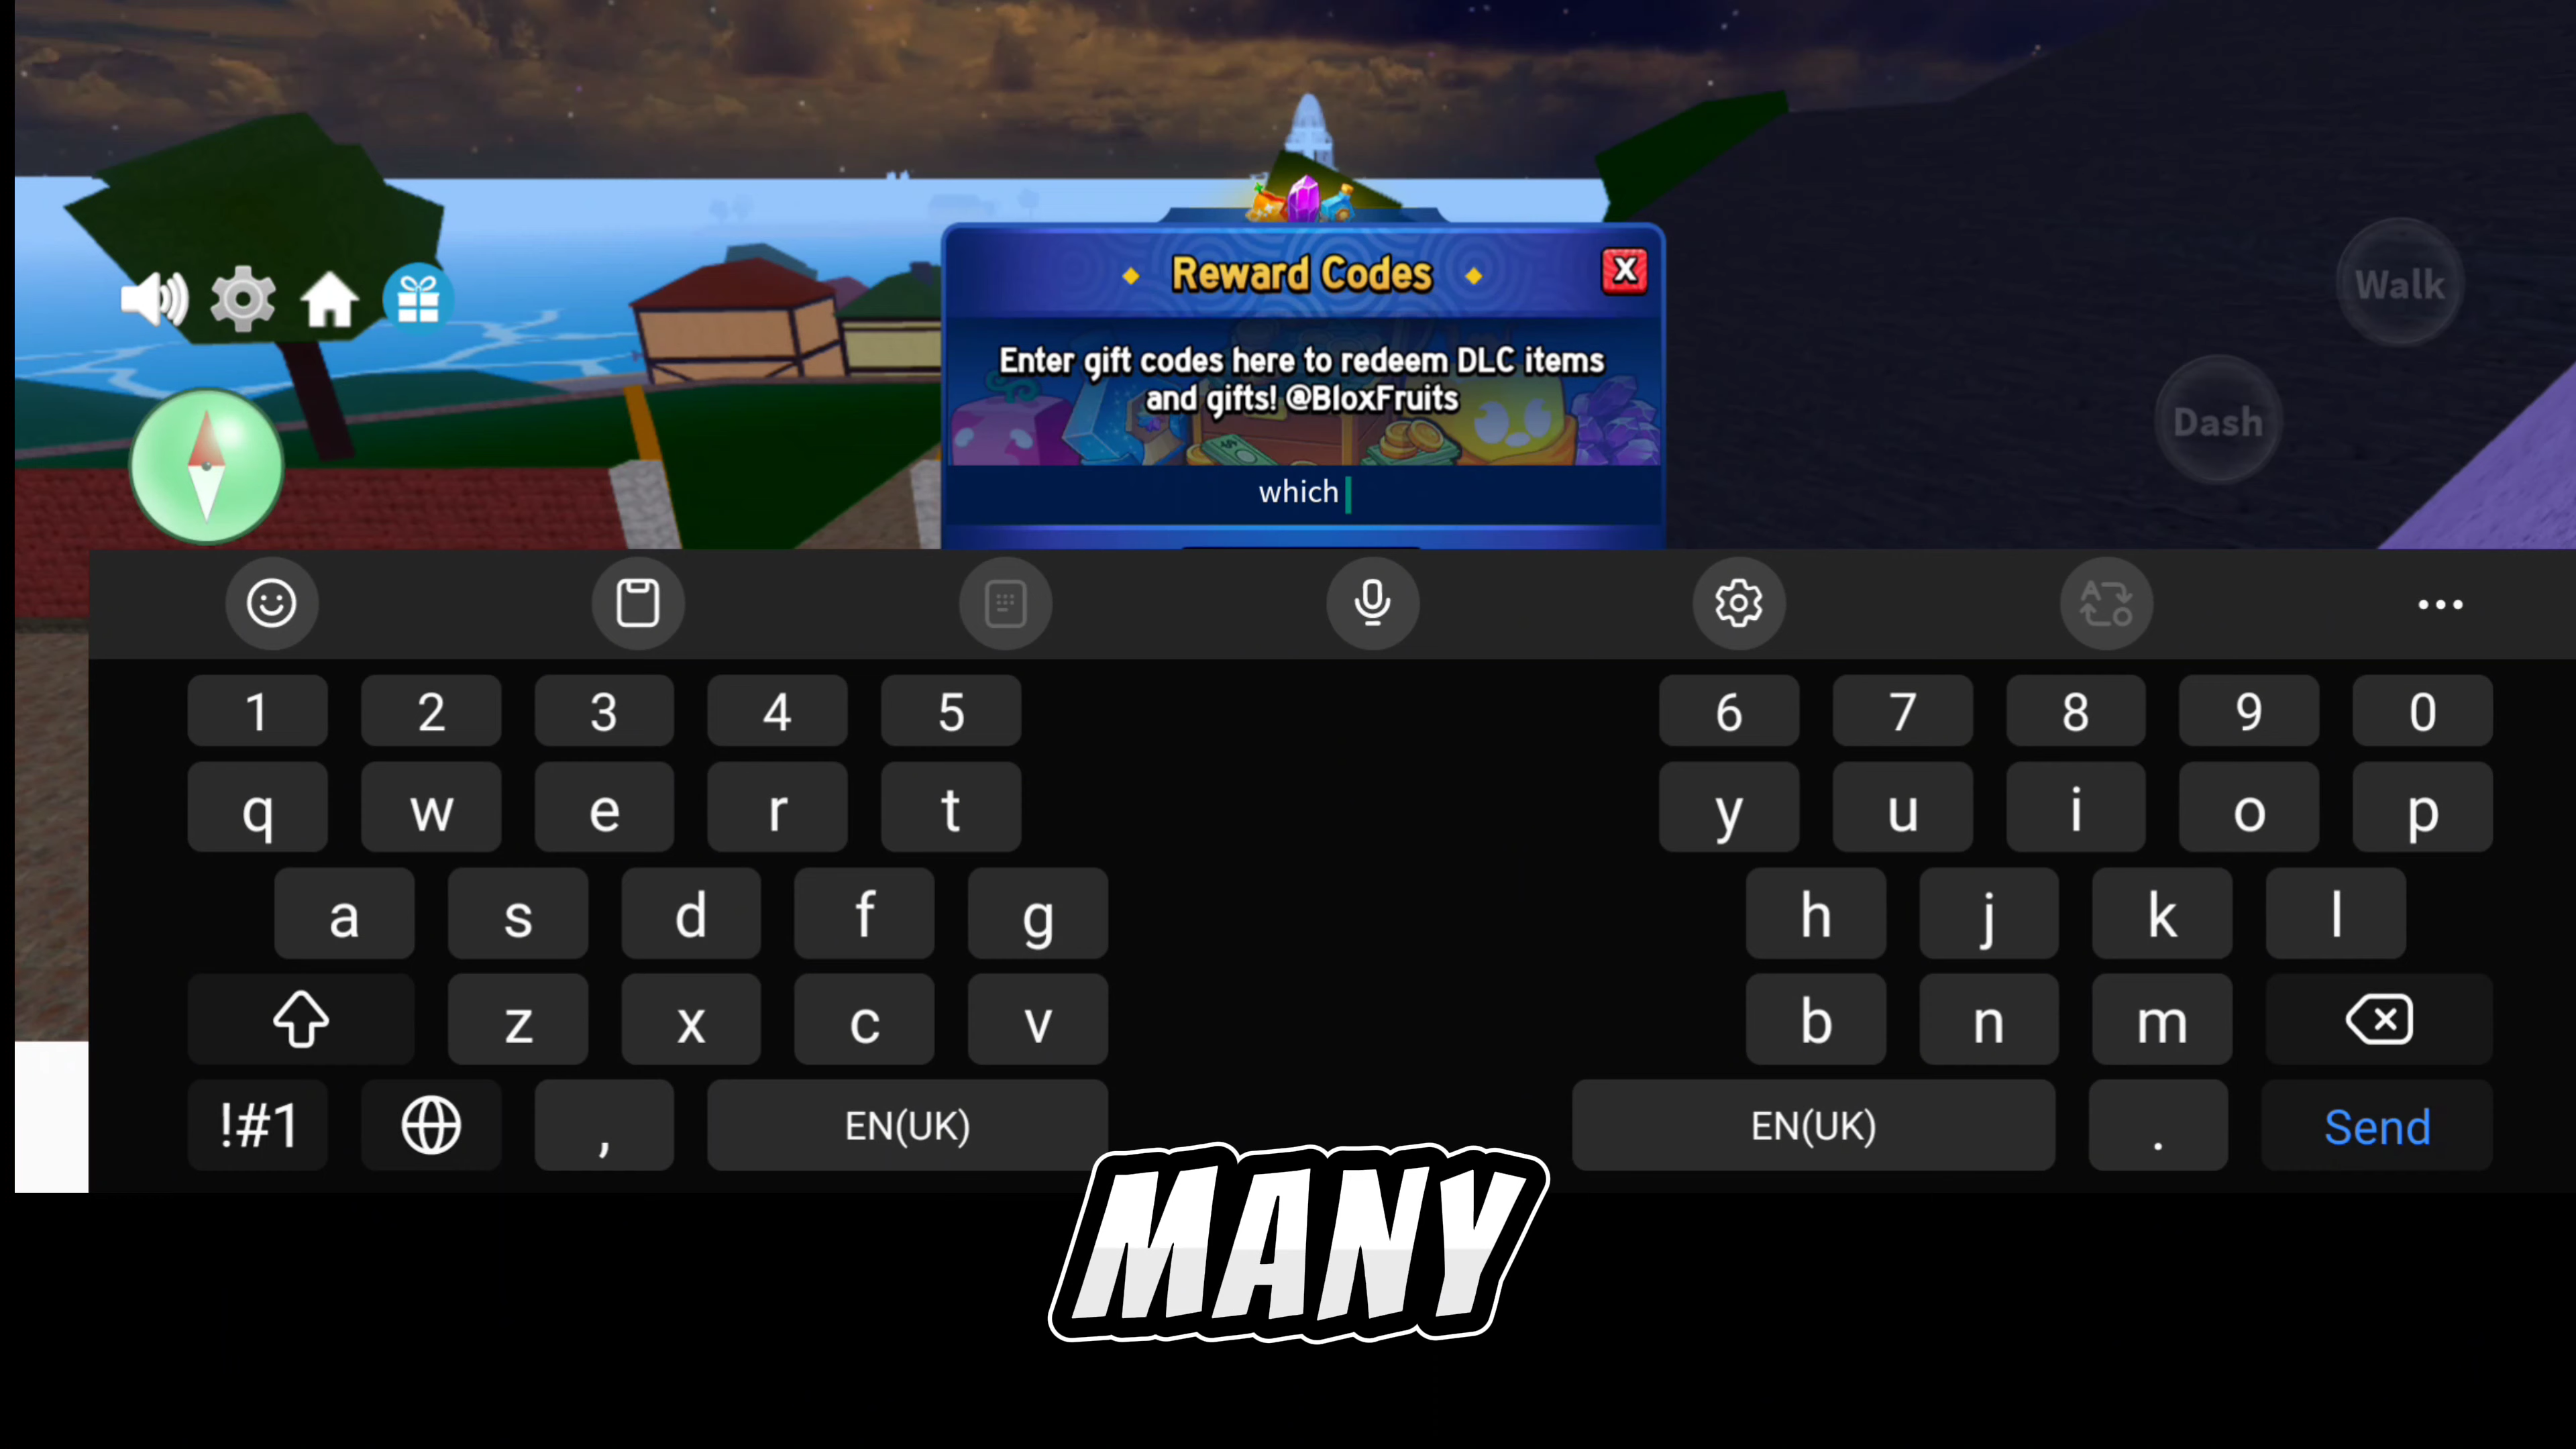 Reward Codes
X
Enter gift codes here to redeem DLC items
and gifts! @BloxFruits
which
Walk
Dash
1 2 3 4 5 6 7 8 9 0
q w e r t y u i o p
a s d f g h j k l
z x c v b n m
!#1 , EN(UK) EN(UK) . Send
MANY